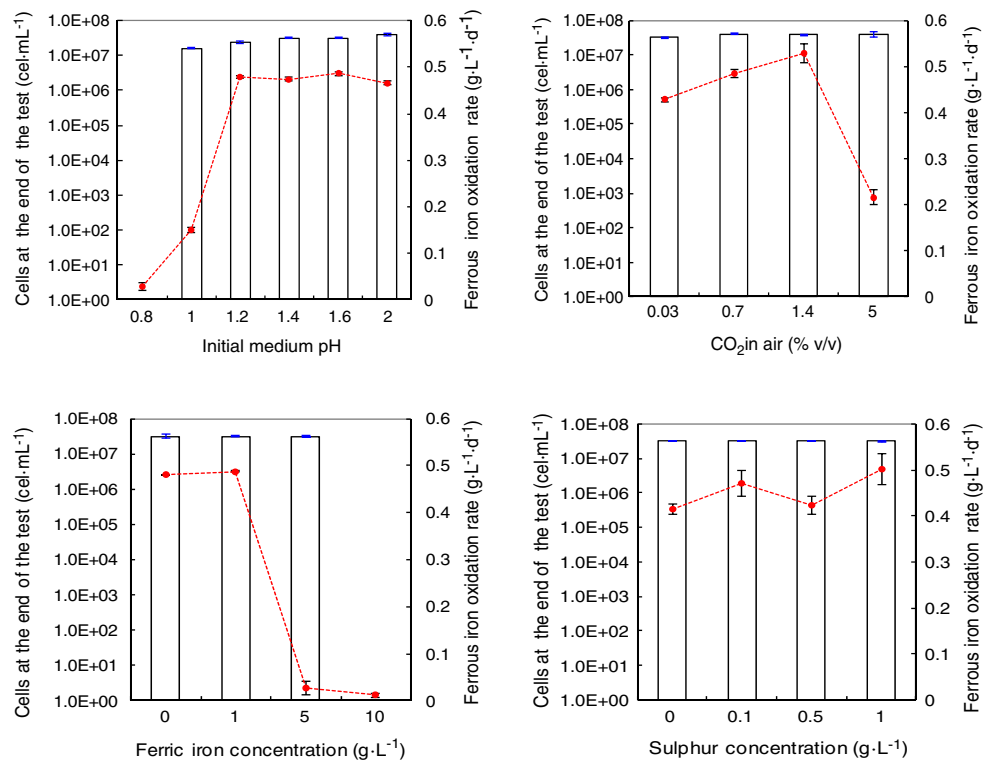 Cells at the end of the test (cel·mL-1)
1.0E+08
1.0E+07
1.0E+06
1.0E+05
1.0E+04
1.0E+03
1.0E+02
1.0E+01
1.0E+00
0.8 1 1.2 1.4 1.6 2
Initial medium pH
0.6
0.5
0.4
0.3
0.2
0.1
0
Ferrous iron oxidation rate (g·L-1·d-1)
Cells at the end of the test (cel·mL-1)
1.0E+08
1.0E+07
1.0E+06
1.0E+05
1.0E+04
1.0E+03
1.0E+02
1.0E+01
1.0E+00
0.03 0.7 1.4 5
CO2in air (% v/v)
0.6
0.5
0.4
0.3
0.2
0.1
0
Ferrous iron oxidation rate (g·L-1·d-1)
Cells at the end of the test (cel·mL-1)
1.0E+08
1.0E+07
1.0E+06
1.0E+05
1.0E+04
1.0E+03
1.0E+02
1.0E+01
1.0E+00
0 1 5 10
Ferric iron concentration (g·L-1)
0.6
0.5
0.4
0.3
0.2
0.1
0
Ferrous iron oxidation rate (g·L-1·d-1)
Cells at the end of the test (cel·mL-1)
1.0E+08
1.0E+07
1.0E+06
1.0E+05
1.0E+04
1.0E+03
1.0E+02
1.0E+01
1.0E+00
0 0.1 0.5 1
Sulphur concentration (g·L-1)
0.6
0.5
0.4
0.3
0.2
0.1
0
Ferrous iron oxidation rate (g·L-1·d-1)